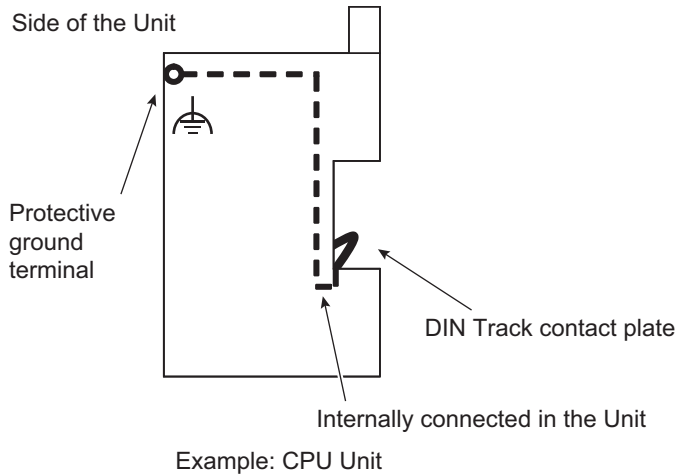 Side of the Unit
Protective
ground
terminal
DIN Track contact plate
Internally connected in the Unit
Example: CPU Unit